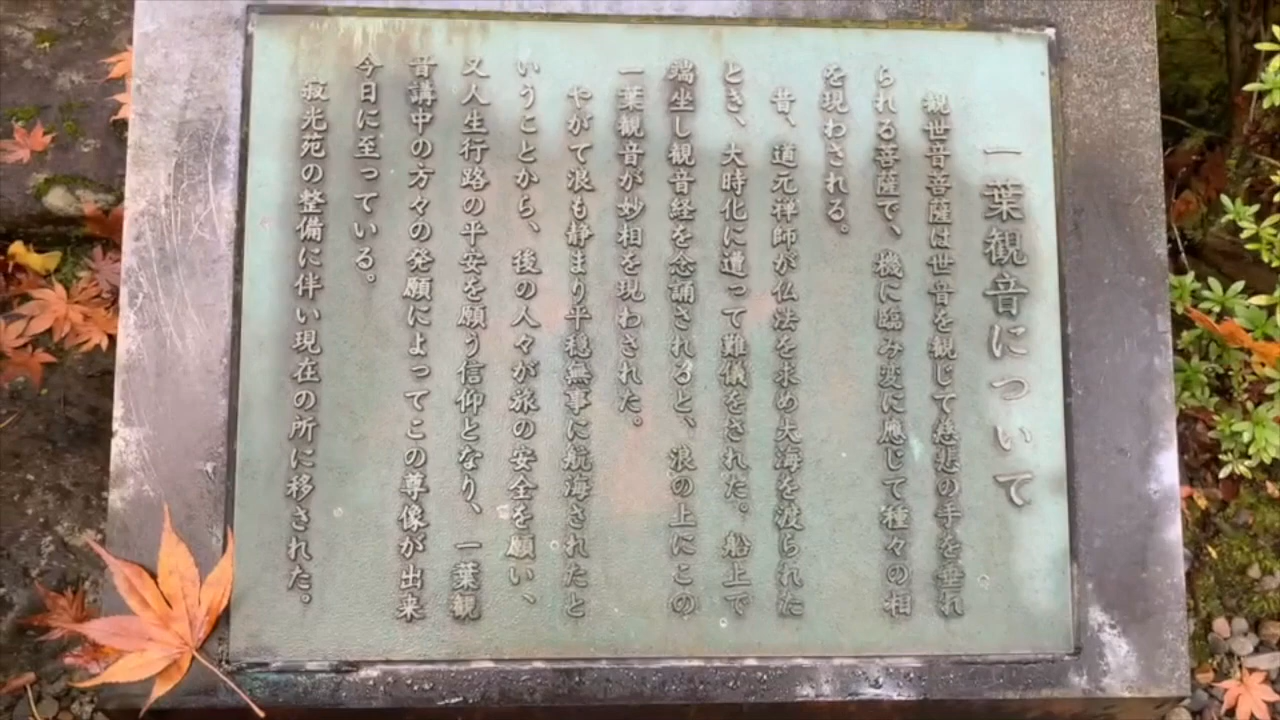 一葉観音について
観世音菩薩は世音を観じて慈悲の手を垂れ
られる菩薩で、機に臨み変に應じて種々の相
を現わされる。
昔、道元禅師が仏法を求め大海を渡られた
とき、大時化に遭って難儀をされた。船上で
端坐し観音経を念誦されると、浪の上にこの
一葉観音が妙相を現わされた。
やがて浪も静まり平穏無事に航海されたと
いうことから、後の人々が旅の安全を願い、
又人生行路の平安を願う信仰となり、一葉観
音講中の方々の発願によってこの尊像が出来
今日に至っている。
寂光苑の整備に伴い現在の所に移された。